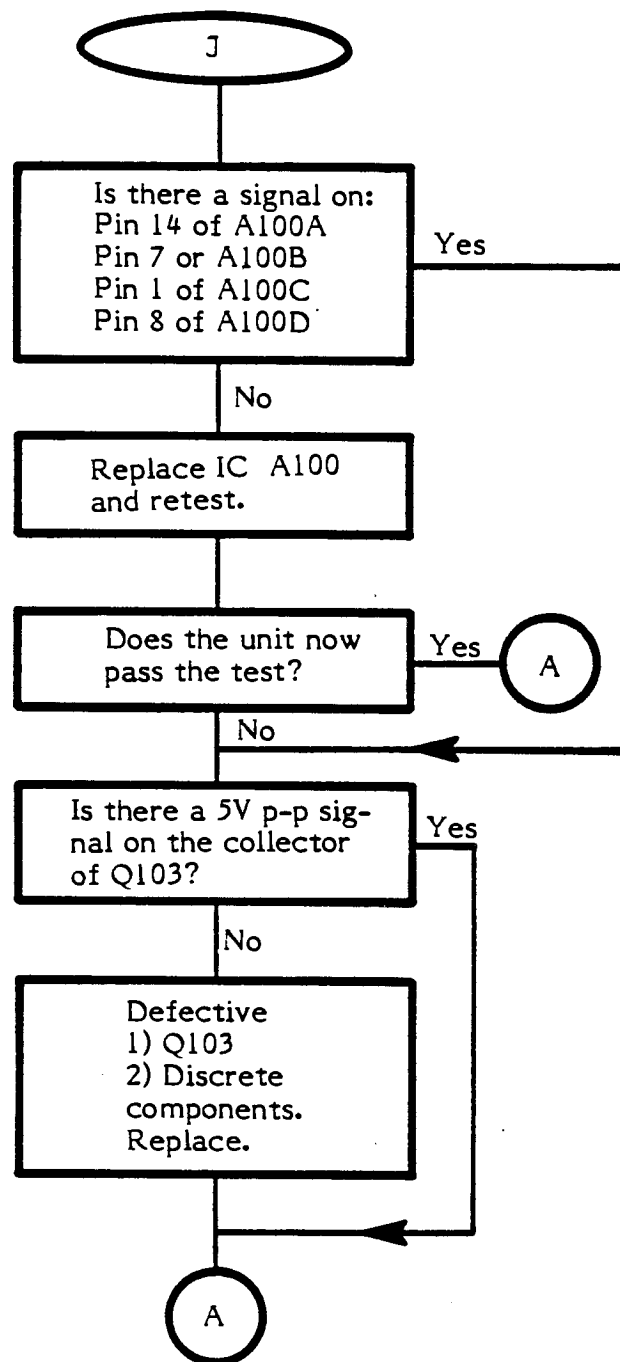 J
Is there a signal on:
Pin 14 of A100A
Pin 7 or A100B
Pin 1 of A100C
Pin 8 of A100D
Yes
No
Replace IC A100
and retest.
Does the unit now
pass the test?
Yes
A
No
Is there a 5V p-p sig-
nal on the collector
of Q103?
Yes
No
Defective
1) Q103
2) Discrete
components.
Replace.
A